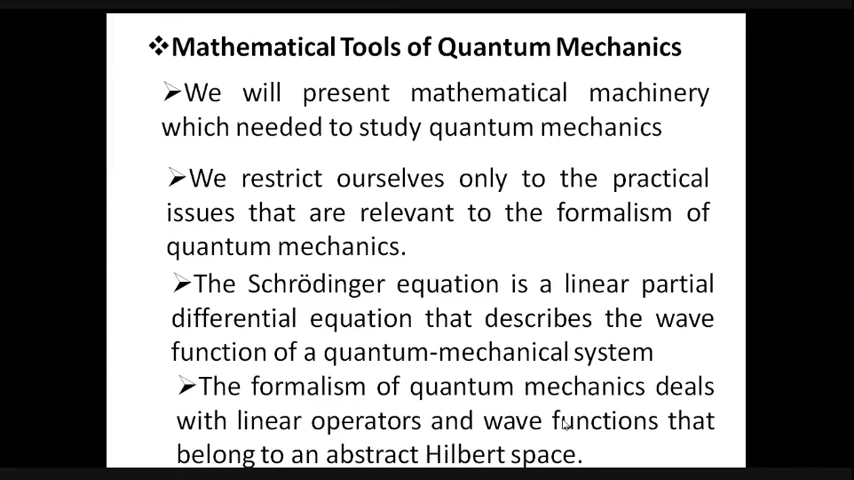 ❖Mathematical Tools of Quantum Mechanics
➢We will present mathematical machinery
which needed to study quantum mechanics
➢We restrict ourselves only to the practical
issues that are relevant to the formalism of
quantum mechanics.
➢The Schrödinger equation is a linear partial
differential equation that describes the wave
function of a quantum-mechanical system
➢The formalism of quantum mechanics deals
with linear operators and wave functions that
belong to an abstract Hilbert space.